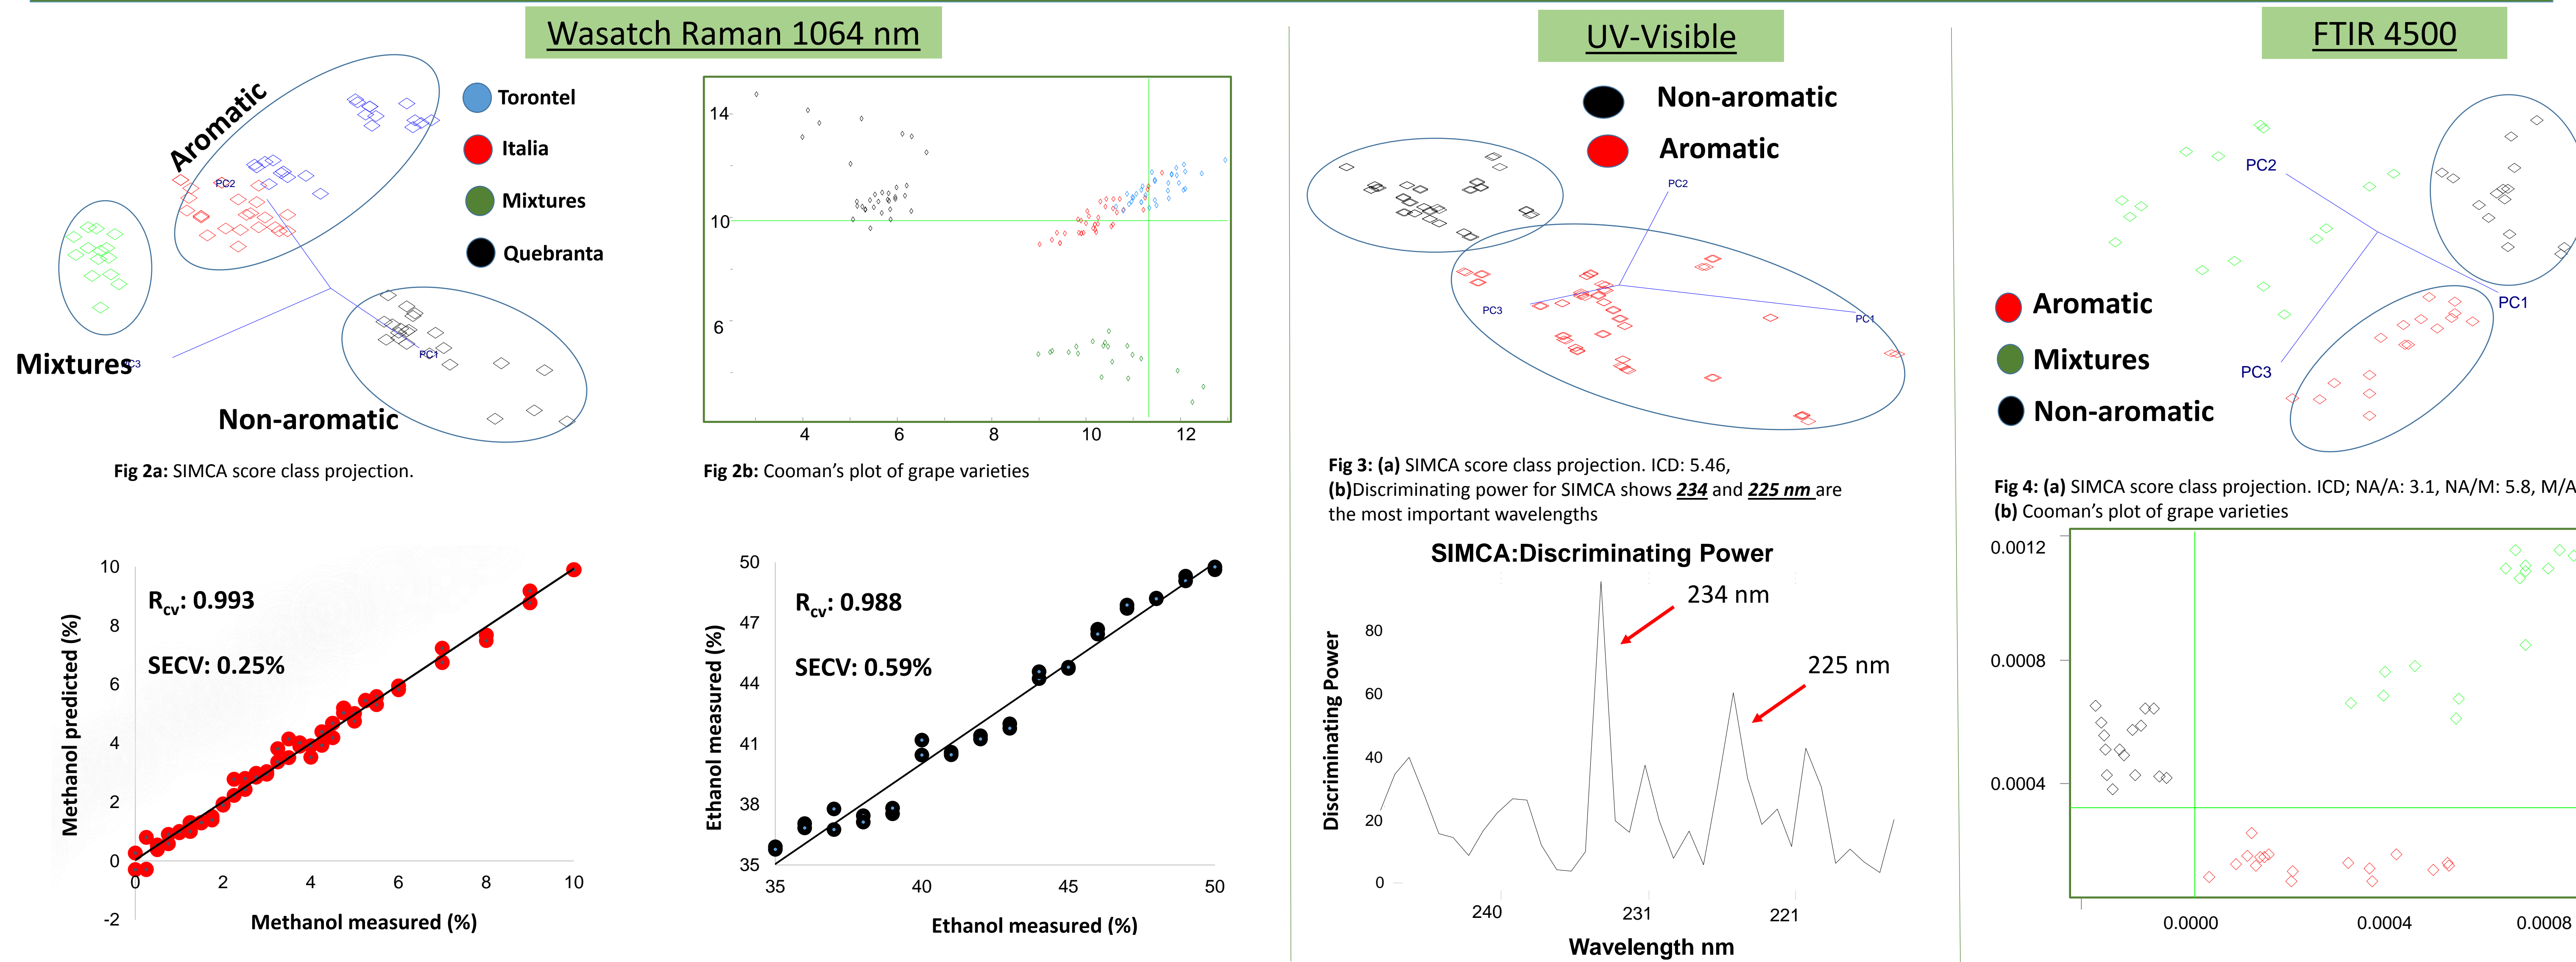 Wasatch Raman 1064 nm
Aromatic
Torontel
Italia
Mixtures
Quebranta
PC2
PC1
Mixtures
Non-aromatic
14
10
6
4 6 8 10 12
Fig 2a: SIMCA score class projection.
Fig 2b: Cooman's plot of grape varieties
10
8
6
4
2
0
-2
Rcv: 0.993
SECV: 0.25%
Methanol predicted (%)
0 2 4 6 8 10
Methanol measured (%)
50
47
44
41
38
35
Rcv: 0.988
SECV: 0.59%
Ethanol measured (%)
35 40 45 50
Ethanol measured (%)
UV-Visible
Non-aromatic
Aromatic
PC2
PC3
PC1
Fig 3: (a) SIMCA score class projection. ICD: 5.46,
(b)Discriminating power for SIMCA shows 234 and 225 nm are
the most important wavelengths
SIMCA:Discriminating Power
234 nm
225 nm
Discriminating Power
80
60
40
20
0
240 231 221
Wavelength nm
FTIR 4500
PC2
PC1
PC3
Aromatic
Mixtures
Non-aromatic
Fig 4: (a) SIMCA score class projection. ICD; NA/A: 3.1, NA/M: 5.8, M/A
(b) Cooman's plot of grape varieties
0.0012
0.0008
0.0004
0.0000 0.0004 0.0008